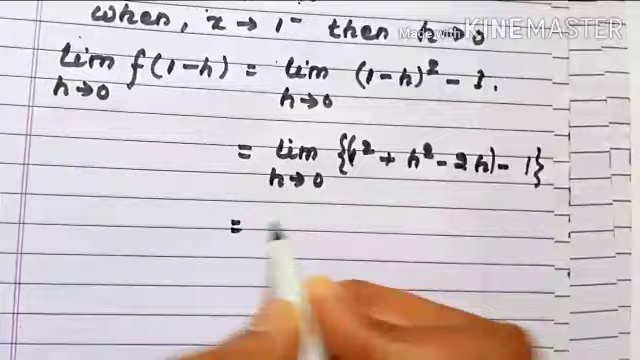 when, x → 1⁻ then h → 0
Made with KINEMASTER
lim f(1-h) = lim (1-h)² - 1.
h→0 h→0
= lim {(1² + h² - 2h) - 1}
h→0
=